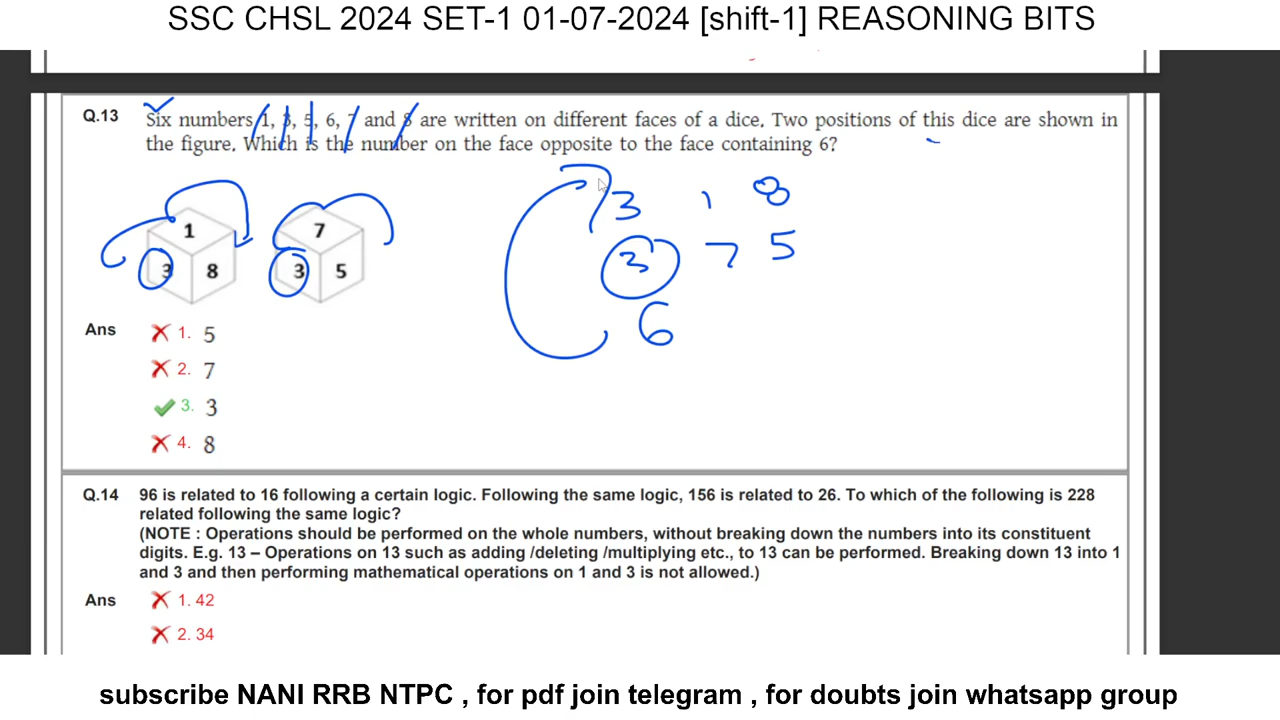 SSC CHSL 2024 SET-1 01-07-2024 [shift-1] REASONING BITS
Q.13 Six numbers 1, 3, 5, 6, 7 and 8 are written on different faces of a dice. Two positions of this dice are shown in
the figure. Which is the number on the face opposite to the face containing 6?
1 7
3 8 3 5
3 1 8
3 7 5
6
Ans 1. 5
2. 7
3. 3
4. 8
Q.14 96 is related to 16 following a certain logic. Following the same logic, 156 is related to 26. To which of the following is 228
related following the same logic?
(NOTE : Operations should be performed on the whole numbers, without breaking down the numbers into its constituent
digits. E.g. 13 – Operations on 13 such as adding /deleting /multiplying etc., to 13 can be performed. Breaking down 13 into 1
and 3 and then performing mathematical operations on 1 and 3 is not allowed.)
Ans 1. 42
2. 34
subscribe NANI RRB NTPC , for pdf join telegram , for doubts join whatsapp group